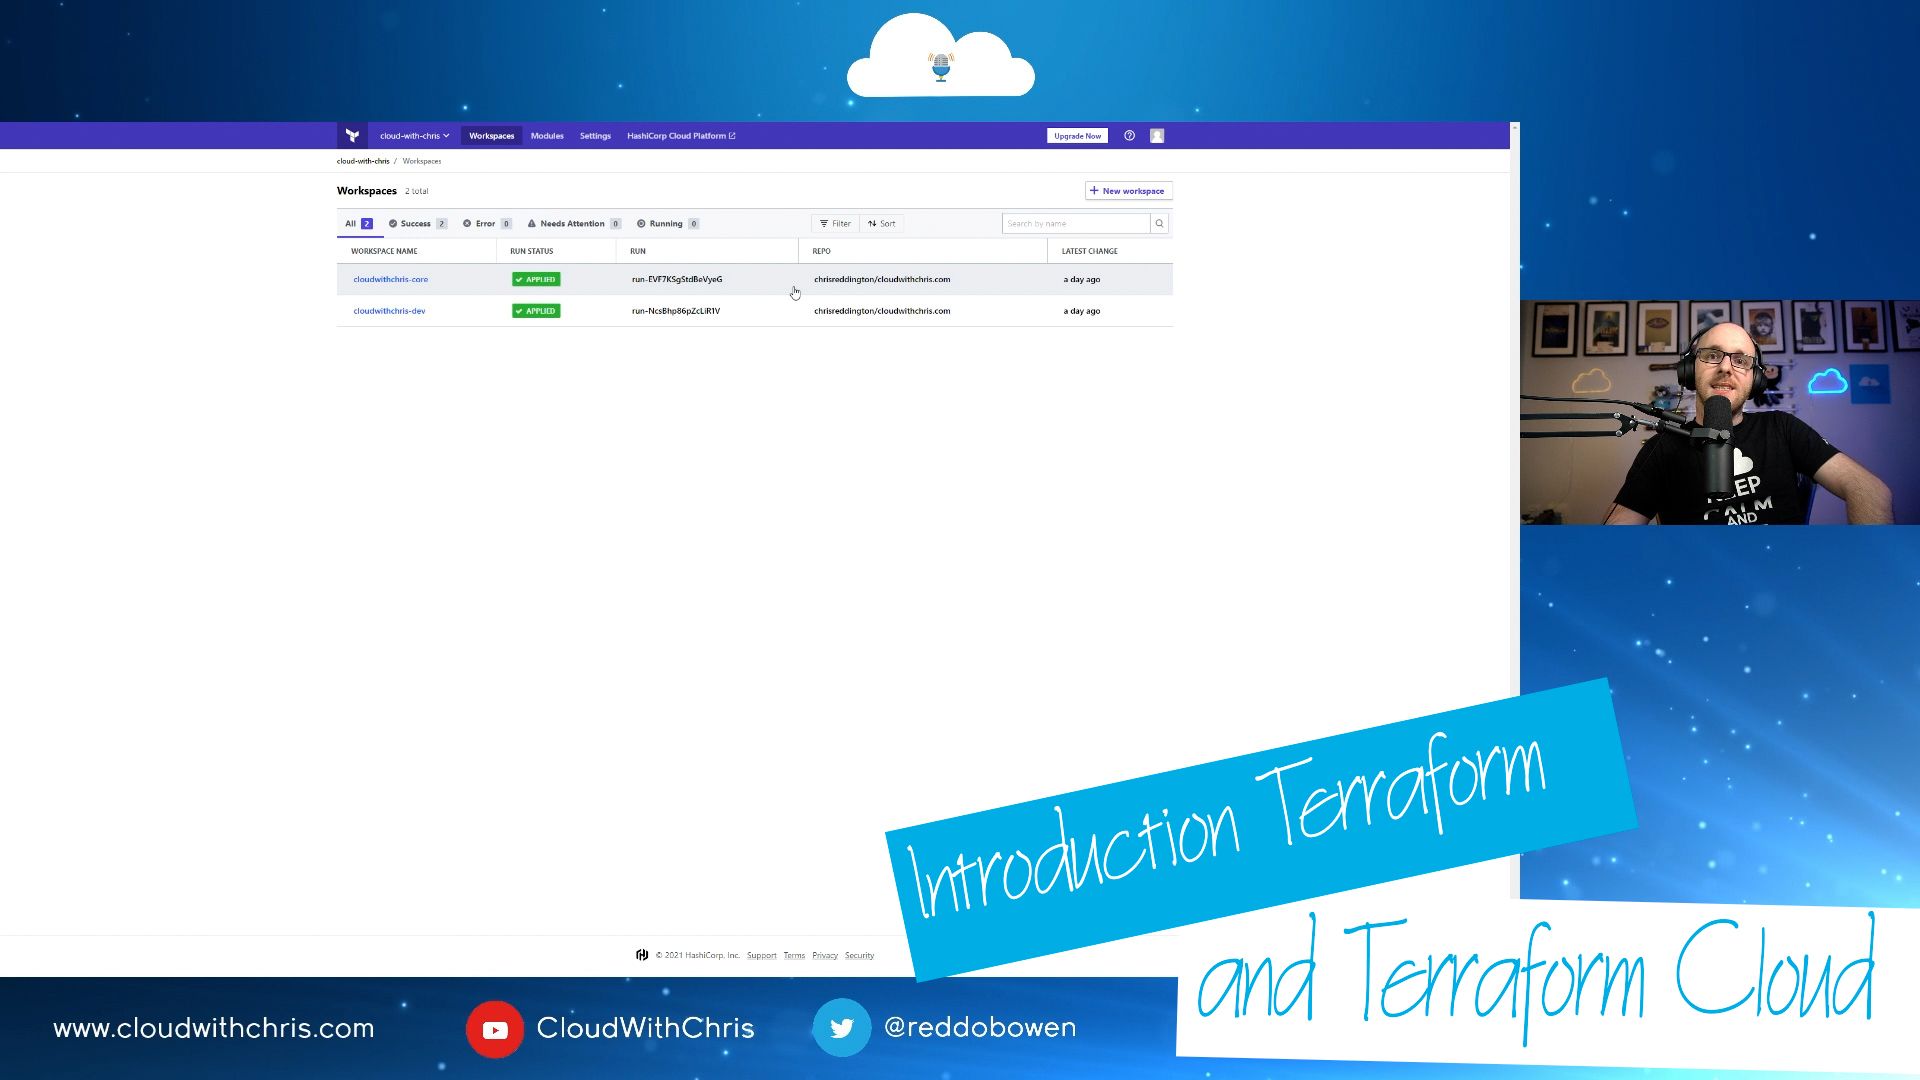 cloud-with-chris Workspaces Modules Settings HashiCorp Cloud Platform Upgrade Now
cloud-with-chris / Workspaces
Workspaces 2 total + New workspace
All 2 Success 2 Error 0 Needs Attention 0 Running 0 Filter Sort Search by name
WORKSPACE NAME RUN STATUS RUN REPO LATEST CHANGE
cloudwithchris-core APPLIED run-EVF7KSgStdBeVyeG chrisreddington/cloudwithchris.com a day ago
cloudwithchris-dev APPLIED run-NcsBhp86pZcLiR1V chrisreddington/cloudwithchris.com a day ago
KEEP
CALM
AND
Introduction Terraform
and Terraform Cloud
© 2021 HashiCorp, Inc. Support Terms Privacy Security
www.cloudwithchris.com CloudWithChris @reddobowen